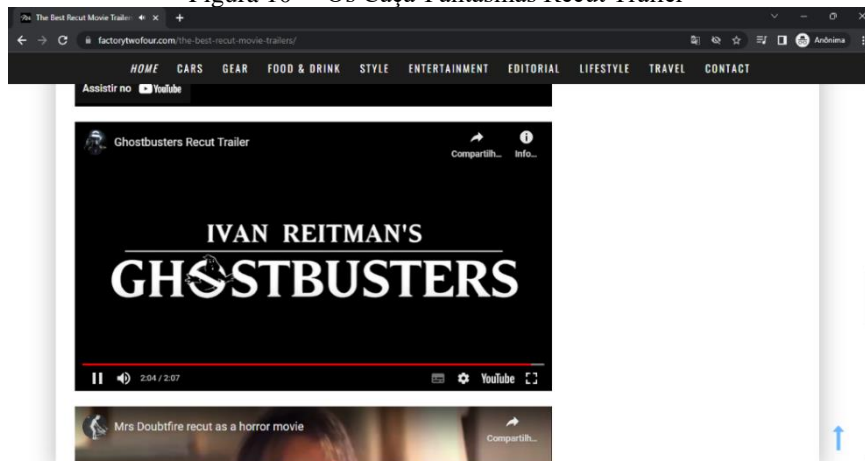 Figura 10 – Os Caça-Fantasmas Recut Trailer
The Best Recut Movie Trailer
factorytwofour.com/the-best-recut-movie-trailers/
Anônima
HOME CARS GEAR FOOD & DRINK STYLE ENTERTAINMENT EDITORIAL LIFESTYLE TRAVEL CONTACT
Assistir no YouTube
Ghostbusters Recut Trailer
Compartilh... Info...
IVAN REITMAN'S
GHOSTBUSTERS
2:04 / 2:07
YouTube
Mrs Doubtfire recut as a horror movie
Compartilh...